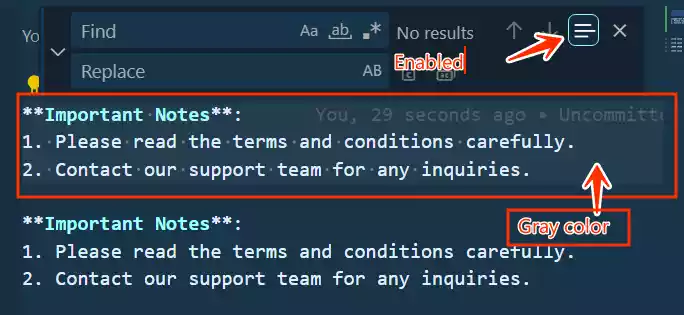 Yo
Find Aa ab .* No results
Enabled
Replace AB
**Important Notes**: You, 29 seconds ago • Uncommitte
1. Please read the terms and conditions carefully.
2. Contact our support team for any inquiries.
**Important Notes**:
Gray color
1. Please read the terms and conditions carefully.
2. Contact our support team for any inquiries.